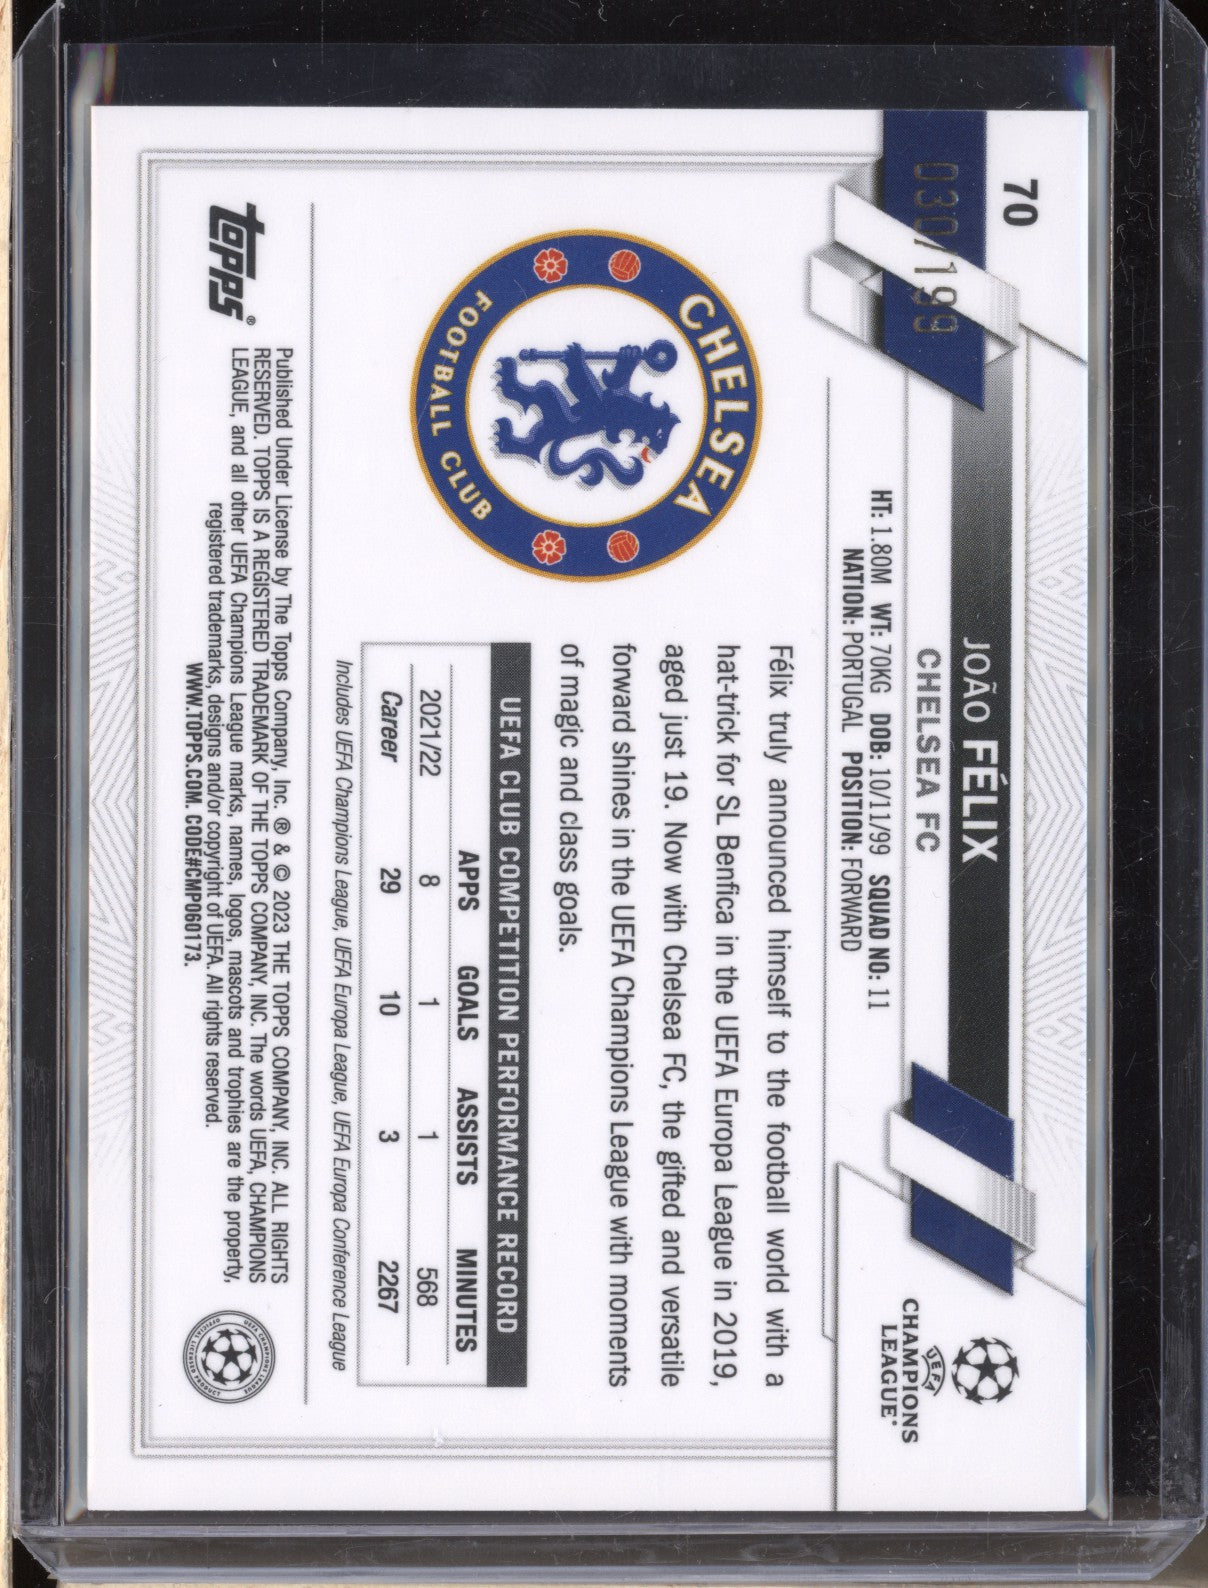 70
030/199
JOÃO FÉLIX
CHELSEA FC
UEFA
CHAMPIONS
LEAGUE®
HT: 1.80M WT: 70KG DOB: 10/11/99 SQUAD NO: 11
NATION: PORTUGAL POSITION: FORWARD
CHELSEA
FOOTBALL CLUB
Félix truly announced himself to the football world with a
hat-trick for SL Benfica in the UEFA Europa League in 2019,
aged just 19. Now with Chelsea FC, the gifted and versatile
forward shines in the UEFA Champions League with moments
of magic and class goals.
UEFA CLUB COMPETITION PERFORMANCE RECORD
APPS GOALS ASSISTS MINUTES
2021/22 8 1 1 568
Career 29 10 3 2267
Includes UEFA Champions League, UEFA Europa League, UEFA Europa Conference League
topps®
Published Under License by The Topps Company, Inc. ® & © 2023 THE TOPPS COMPANY, INC. ALL RIGHTS
RESERVED. TOPPS IS A REGISTERED TRADEMARK OF THE TOPPS COMPANY, INC. The words UEFA, CHAMPIONS
LEAGUE, and all other UEFA Champions League marks, names, logos, mascots and trophies are the property,
registered trademarks, designs and/or copyright of UEFA. All rights reserved.
WWW.TOPPS.COM. CODE#CMP060173.
UEFA CHAMPIONS LEAGUE
OFFICIAL LICENSED PRODUCT